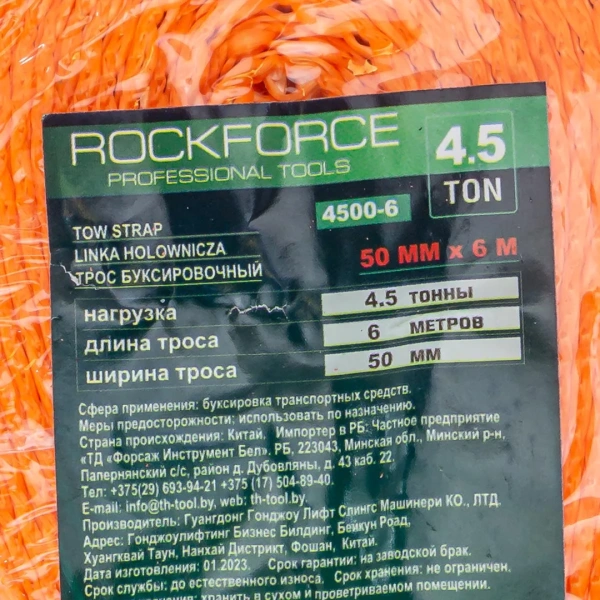 ROCKFORCE
PROFESSIONAL TOOLS
4.5
TON
4500-6
TOW STRAP
LINKA HOLOWNICZA
ТРОС БУКСИРОВОЧНЫЙ
50 ММ x 6 М
нагрузка 4.5 ТОННЫ
длина троса 6 МЕТРОВ
ширина троса 50 ММ
Сфера применения: буксировка транспортных средств.
Меры предосторожности: использовать по назначению.
Страна происхождения: Китай. Импортер в РБ: Частное предприятие
«ТД «Форсаж Инструмент Бел». РБ, 223043, Минская обл., Минский р-н,
Папернянский с/с, район д. Дубовляны, д. 43 каб. 22.
Тел: +375(29) 693-94-21 +375 (17) 504-89-40.
E-mail: info@th-tool.by, web: th-tool.by.
Производитель: Гуангдонг Гонджоу Лифт Слингс Машинери КО., ЛТД.
Адрес: Гонджоулифтинг Бизнес Билдинг, Бейкун Роад,
Хуангквай Таун, Нанхай Дистрикт, Фошан, Китай.
Дата изготовления: 01.2023. Срок гарантии: на заводской брак.
Срок службы: до естественного износа. Срок хранения: не ограничен.
хранить в сухом и проветриваемом помещении.